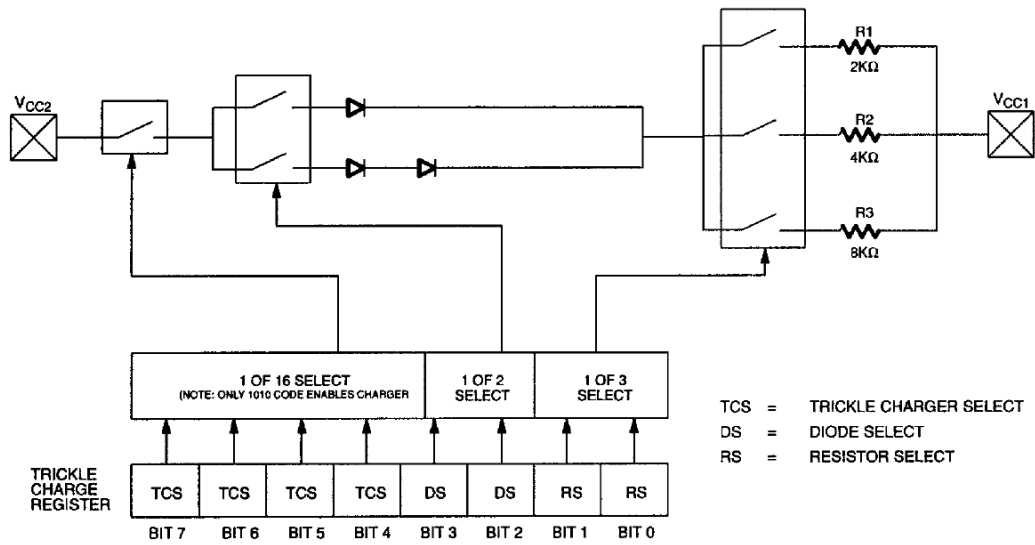 R1
2KΩ
VCC2
VCC1
R2
4KΩ
R3
8KΩ
1 OF 16 SELECT
(NOTE: ONLY 1010 CODE ENABLES CHARGER
1 OF 2
SELECT
1 OF 3
SELECT
TCS = TRICKLE CHARGER SELECT
DS = DIODE SELECT
RS = RESISTOR SELECT
TRICKLE
CHARGE
REGISTER
TCS TCS TCS TCS DS DS RS RS
BIT 7 BIT 6 BIT 5 BIT 4 BIT 3 BIT 2 BIT 1 BIT 0